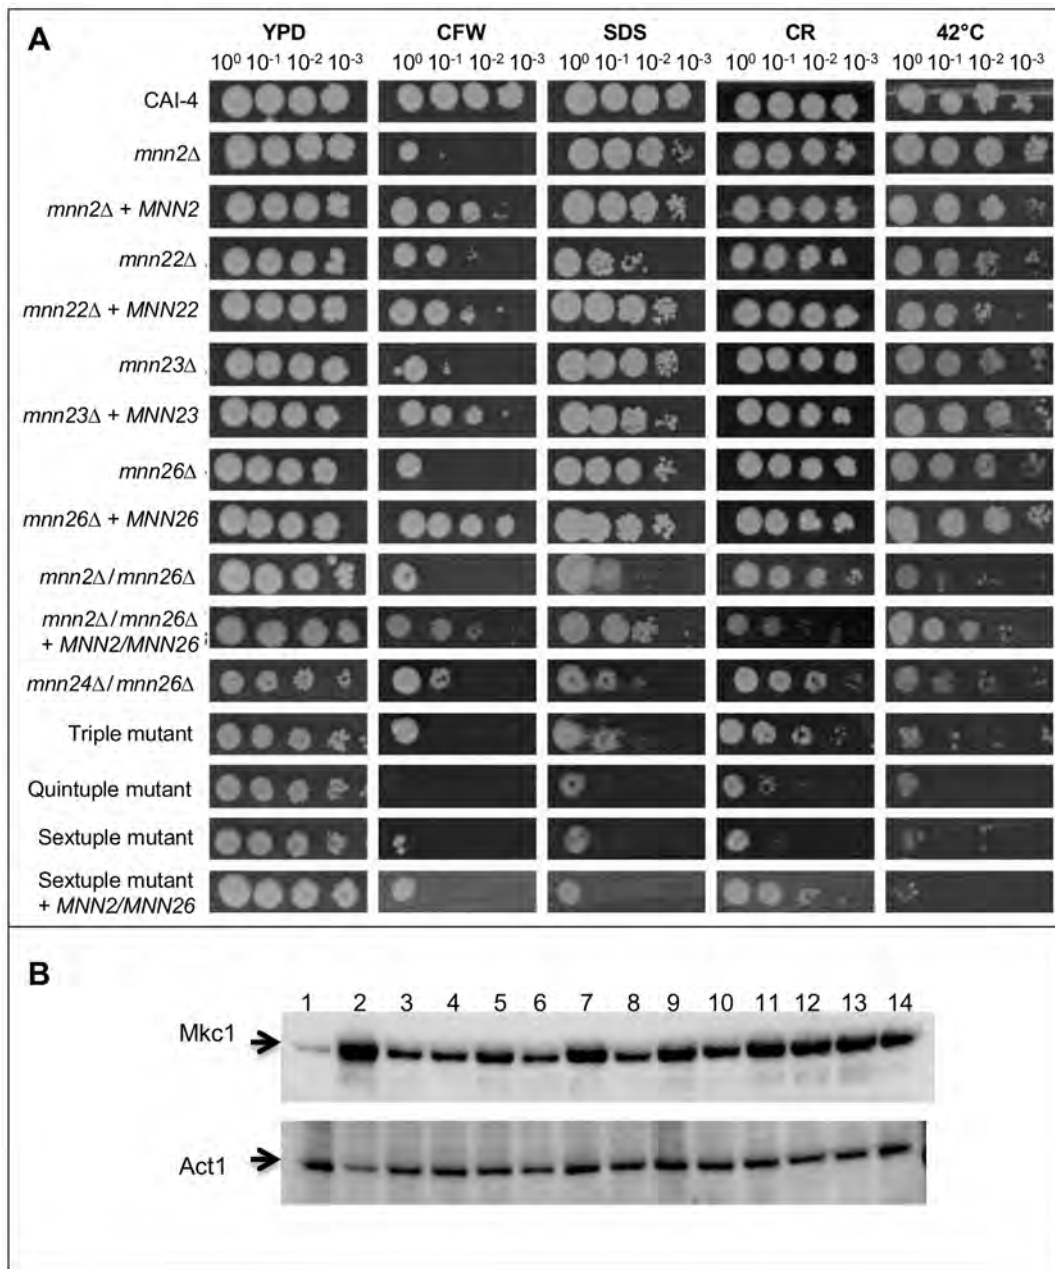 A
YPD CFW SDS CR 42°C
10⁰ 10⁻¹ 10⁻² 10⁻³ 10⁰ 10⁻¹ 10⁻² 10⁻³ 10⁰ 10⁻¹ 10⁻² 10⁻³ 10⁰ 10⁻¹ 10⁻² 10⁻³ 10⁰ 10⁻¹ 10⁻² 10⁻³
CAI-4
mnn2Δ
mnn2Δ + MNN2
mnn22Δ
mnn22Δ + MNN22
mnn23Δ
mnn23Δ + MNN23
mnn26Δ
mnn26Δ + MNN26
mnn2Δ/mnn26Δ
mnn2Δ/mnn26Δ
+ MNN2/MNN26
mnn24Δ/mnn26Δ
Triple mutant
Quintuple mutant
Sextuple mutant
Sextuple mutant
+ MNN2/MNN26
B
1 2 3 4 5 6 7 8 9 10 11 12 13 14
Mkc1
Act1